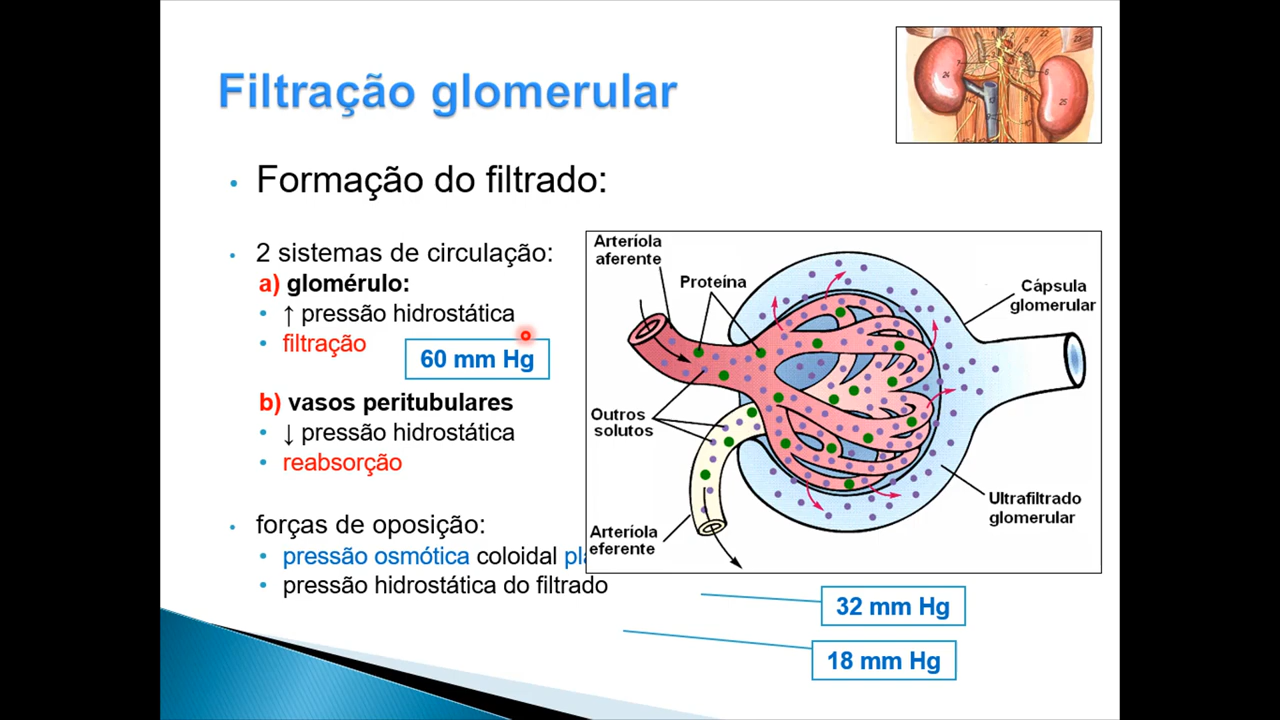 Filtração glomerular
• Formação do filtrado:
• 2 sistemas de circulação:
a) glomérulo:
• ↑ pressão hidrostática
• filtração
60 mm Hg
b) vasos peritubulares
• ↓ pressão hidrostática
• reabsorção
• forças de oposição:
• pressão osmótica coloidal
• pressão hidrostática do filtrado
32 mm Hg
18 mm Hg
Arteríola
aferente
Proteína
Cápsula
glomerular
Outros
solutos
Ultrafiltrado
glomerular
Arteríola
eferente
24
25